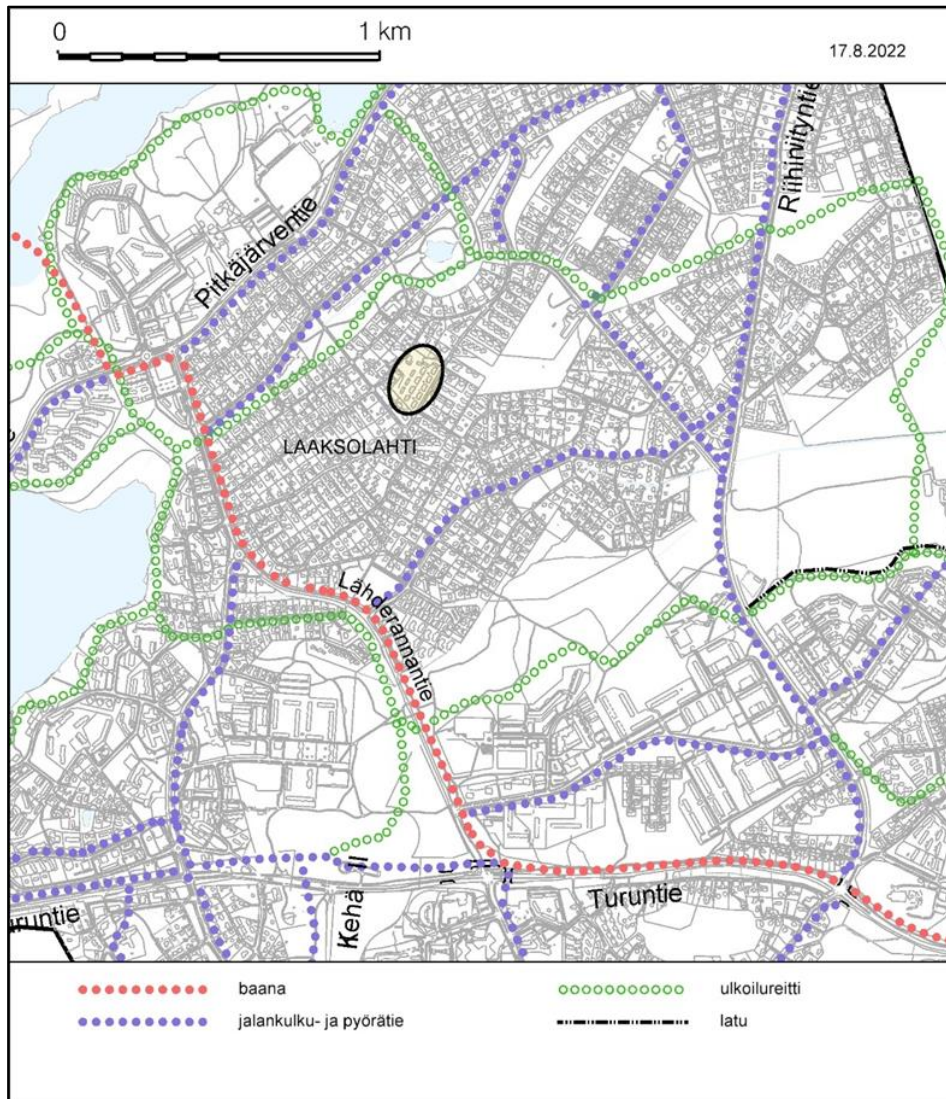 0 1 km
17.8.2022
Riihiniityntie
Pitkäjärventie
LAAKSOLAHTI
Lähderannantie
Kehä II
Turuntie
uruntie
baana
ulkoilureitti
jalankulku- ja pyörätie
latu